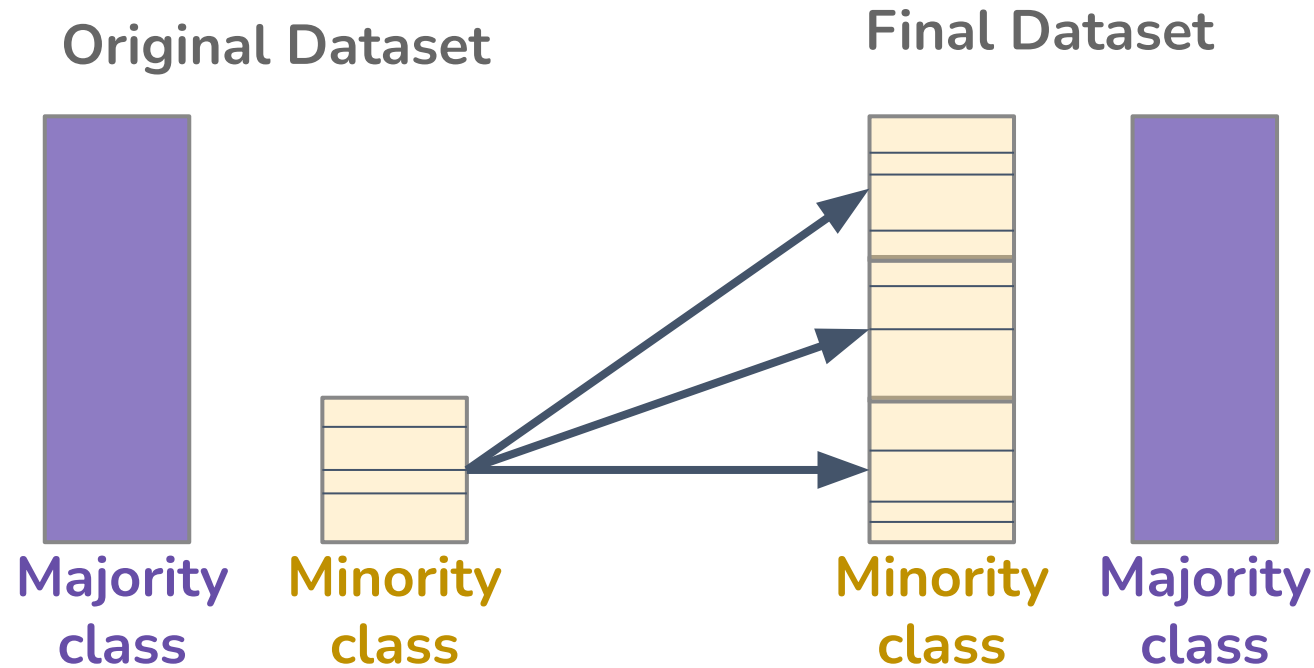 Original Dataset
Final Dataset
Majority
class
Minority
class
Minority
class
Majority
class